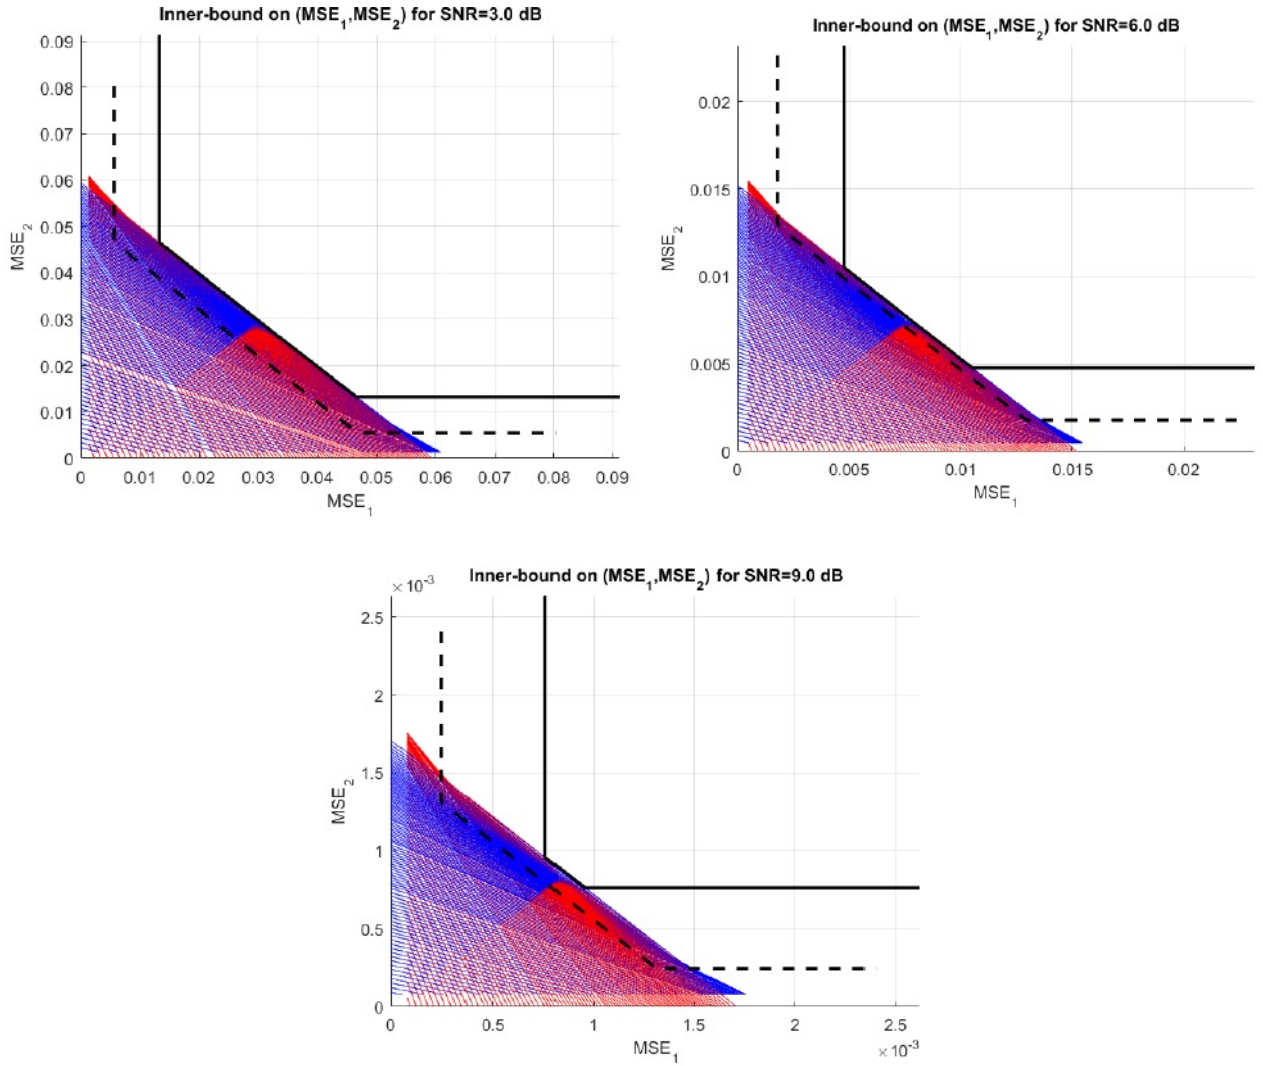 Inner-bound on (MSE1,MSE2) for SNR=3.0 dB
0.09
0.08
0.07
0.06
0.05
0.04
0.03
0.02
0.01
0
MSE2
0 0.01 0.02 0.03 0.04 0.05 0.06 0.07 0.08 0.09
MSE1
Inner-bound on (MSE1,MSE2) for SNR=6.0 dB
0.02
0.015
0.01
0.005
0
MSE2
0 0.005 0.01 0.015 0.02
MSE1
Inner-bound on (MSE1,MSE2) for SNR=9.0 dB
×10-3
2.5
2
1.5
1
0.5
0
MSE2
0 0.5 1 1.5 2 2.5
MSE1
×10-3